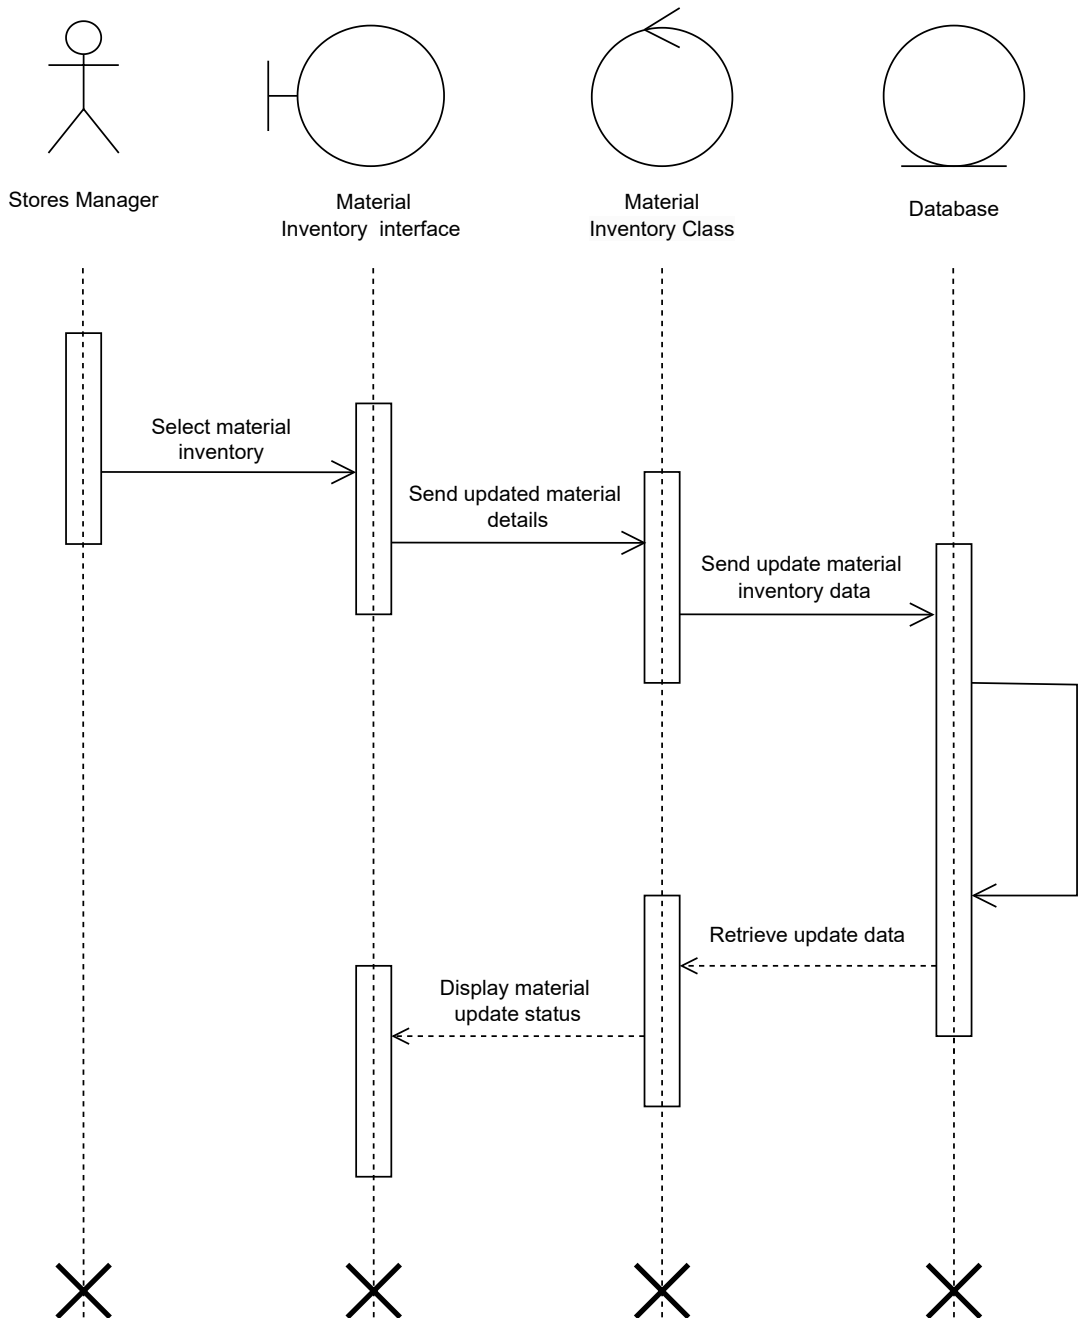 Stores Manager
Material
Inventory interface
Material
Inventory Class
Database
Select material
inventory
Send updated material
details
Send update material
inventory data
Retrieve update data
Display material
update status